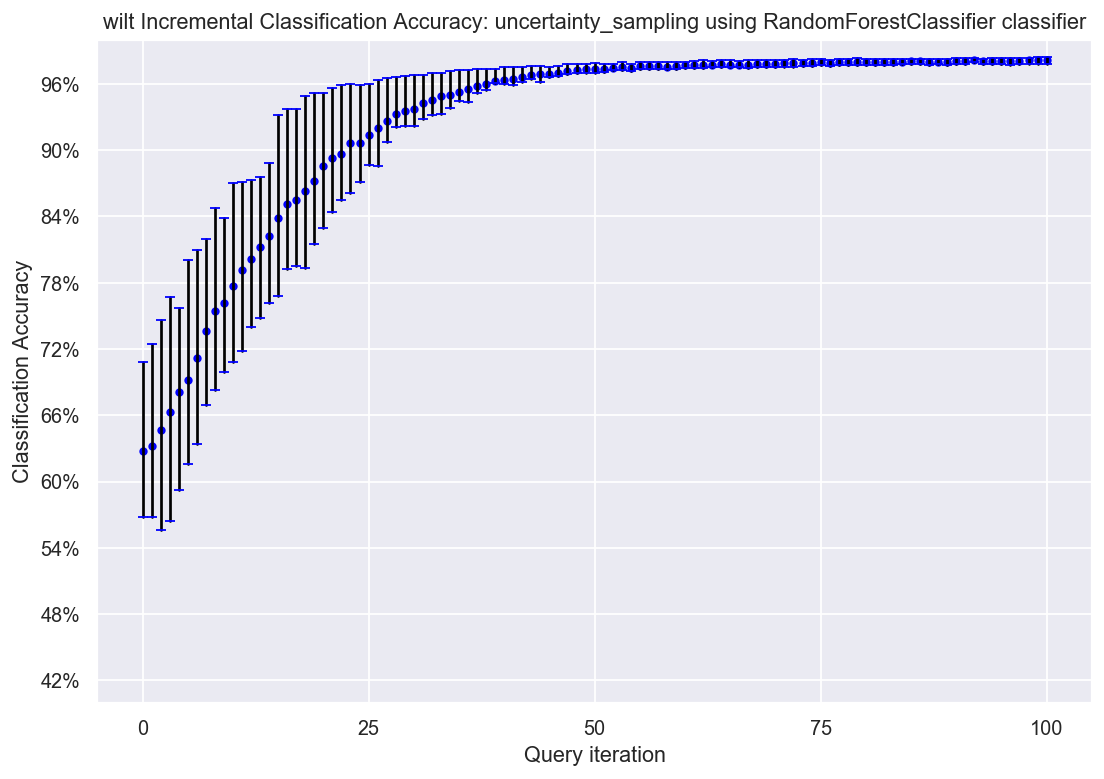 wilt Incremental Classification Accuracy: uncertainty_sampling using RandomForestClassifier classifier
Classification Accuracy
96%
90%
84%
78%
72%
66%
60%
54%
48%
42%
0 25 50 75 100
Query iteration